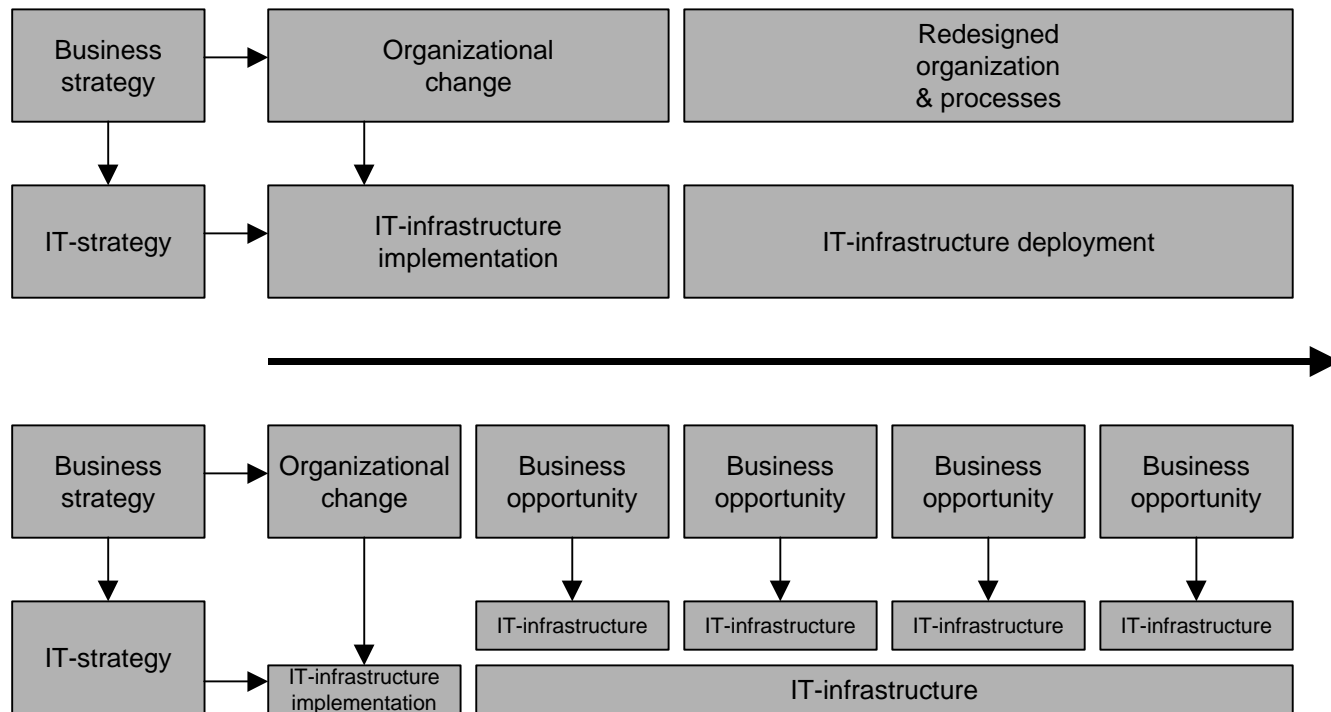 Business
strategy
Organizational
change
Redesigned
organization
& processes
IT-strategy
IT-infrastructure
implementation
IT-infrastructure deployment
Business
strategy
Organizational
change
Business
opportunity
Business
opportunity
Business
opportunity
Business
opportunity
IT-strategy
IT-infrastructure
IT-infrastructure
IT-infrastructure
IT-infrastructure
IT-infrastructure
implementation
IT-infrastructure